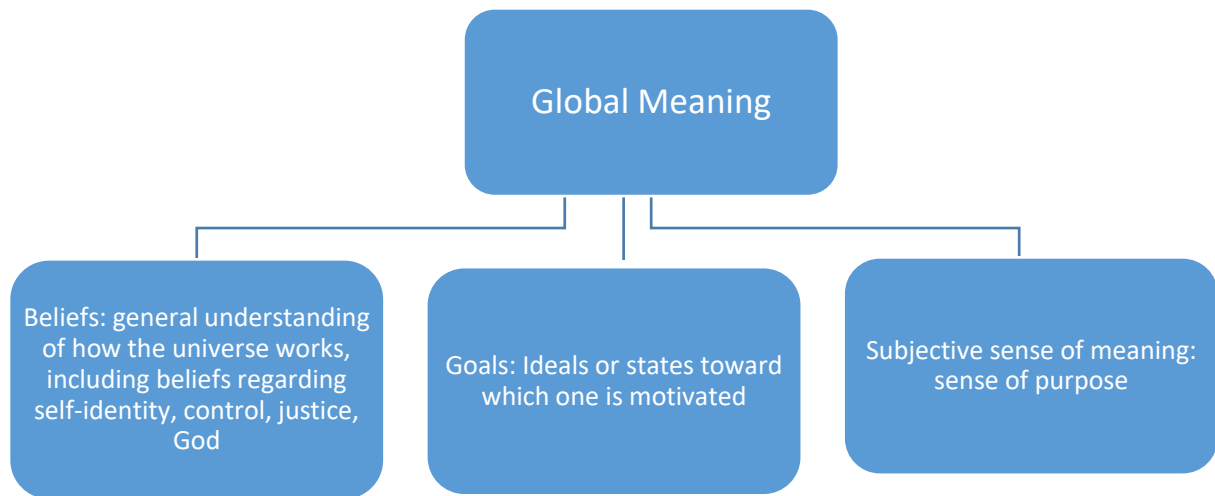 Global Meaning
Beliefs: general understanding
of how the universe works,
including beliefs regarding
self-identity, control, justice,
God
Goals: Ideals or states toward
which one is motivated
Subjective sense of meaning:
sense of purpose